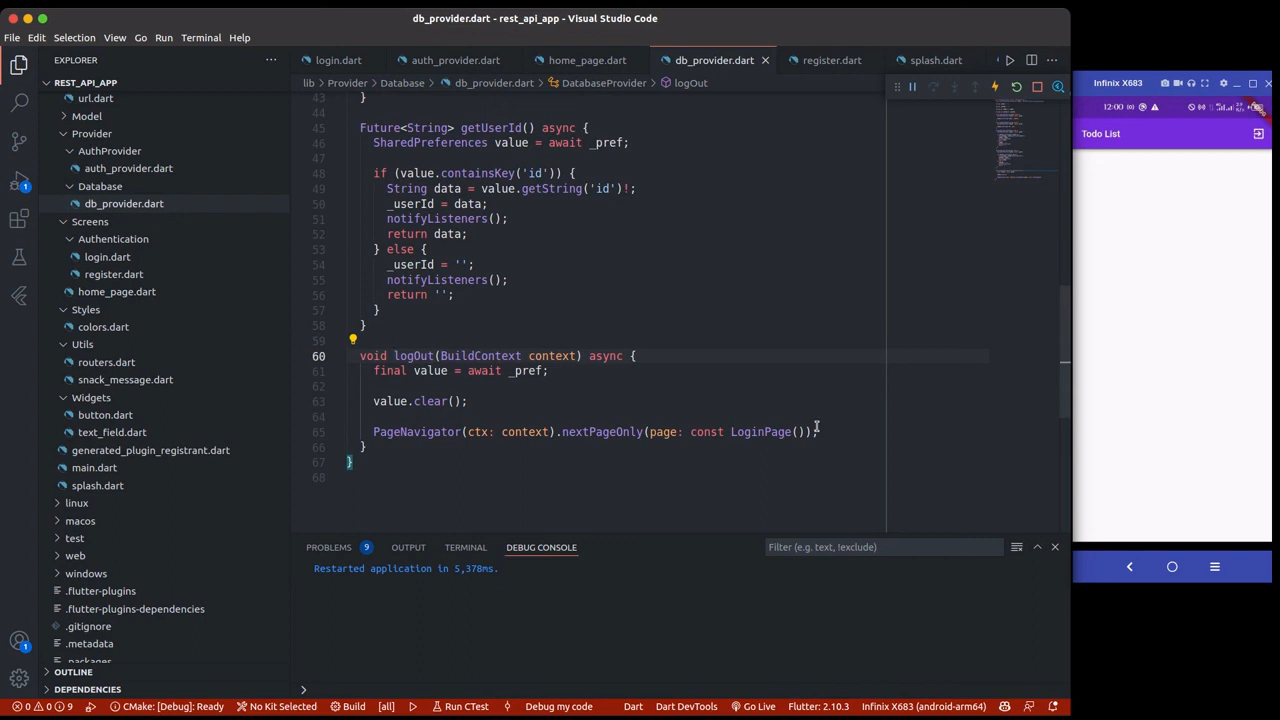 db_provider.dart - rest_api_app - Visual Studio Code
File Edit Selection View Go Run Terminal Help
EXPLORER
login.dart auth_provider.dart home_page.dart db_provider.dart register.dart splash.dart
REST_API_APP
lib Provider Database db_provider.dart DatabaseProvider logOut
url.dart
Model
Provider
AuthProvider
auth_provider.dart
Database
db_provider.dart
Screens
Authentication
login.dart
register.dart
home_page.dart
Styles
colors.dart
Utils
routers.dart
snack_message.dart
Widgets
button.dart
text_field.dart
generated_plugin_registrant.dart
main.dart
splash.dart
linux
macos
test
web
windows
.flutter-plugins
.flutter-plugins-dependencies
.gitignore
.metadata
.packages
OUTLINE
DEPENDENCIES
1
1
43 }
44
45 Future<String> getUserId() async {
46 SharedPreferences value = await _pref;
47
48 if (value.containsKey('id')) {
49 String data = value.getString('id')!;
50 _userId = data;
51 notifyListeners();
52 return data;
53 } else {
54 _userId = '';
55 notifyListeners();
56 return '';
57 }
58 }
59
60 void logOut(BuildContext context) async {
61 final value = await _pref;
62
63 value.clear();
64
65 PageNavigator(ctx: context).nextPageOnly(page: const LoginPage());
66 }
67 }
68
PROBLEMS 9 OUTPUT TERMINAL DEBUG CONSOLE Filter (e.g. text, !exclude)
Restarted application in 5,378ms.
0 0 9 CMake: [Debug]: Ready No Kit Selected Build [all] Run CTest Debug my code Dart Dart DevTools Go Live Flutter: 2.10.3 Infinix X683 (android-arm64)
Infinix X683
12:00
Todo List